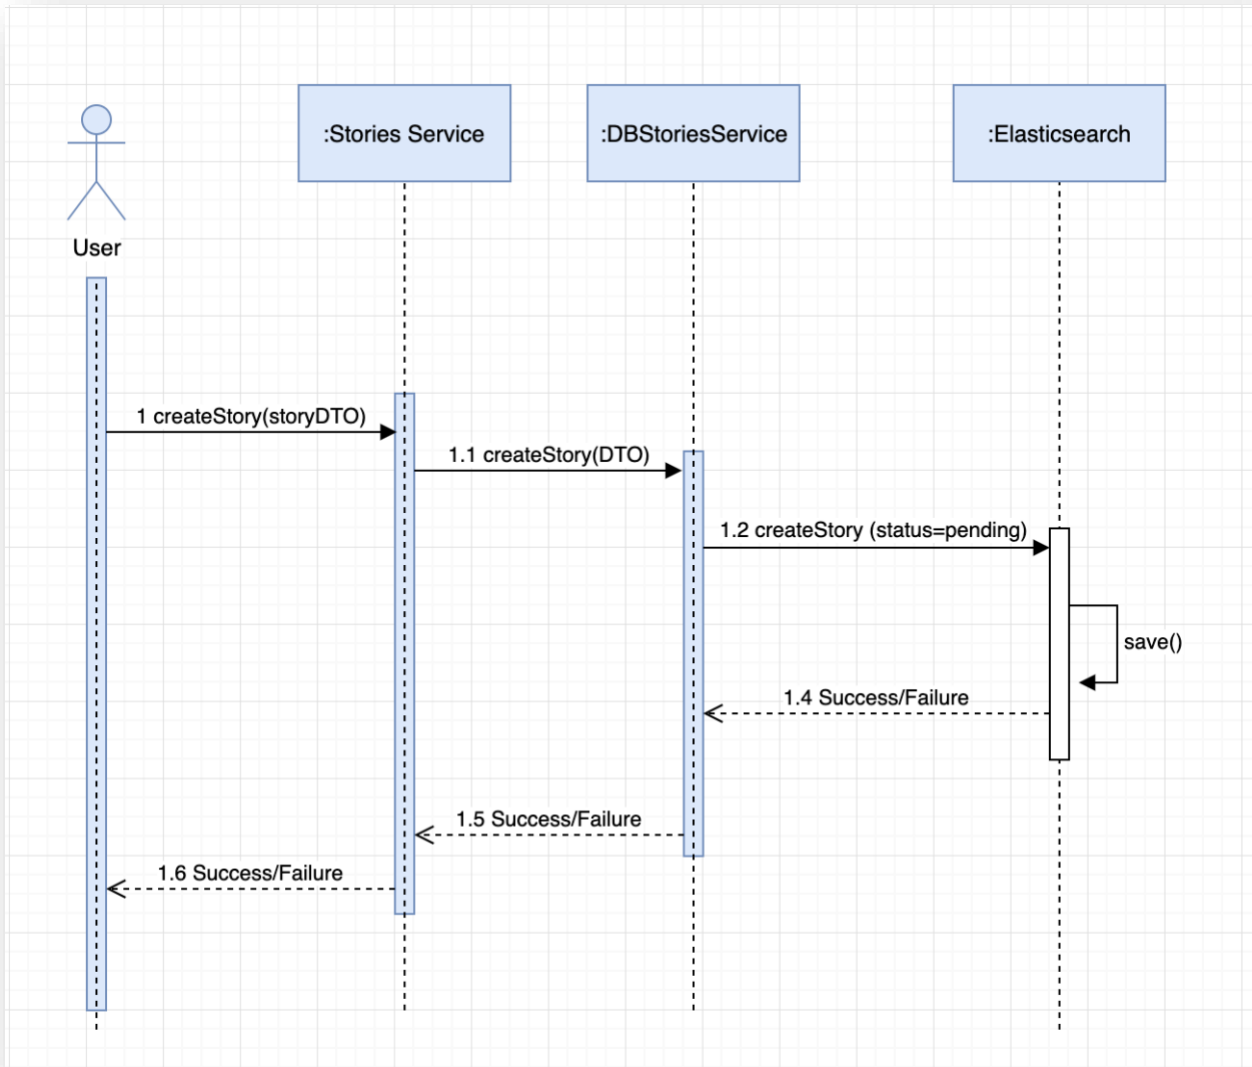 :Stories Service
:DBStoriesService
:Elasticsearch
User
1 createStory(storyDTO)
1.1 createStory(DTO)
1.2 createStory (status=pending)
save()
1.4 Success/Failure
1.5 Success/Failure
1.6 Success/Failure